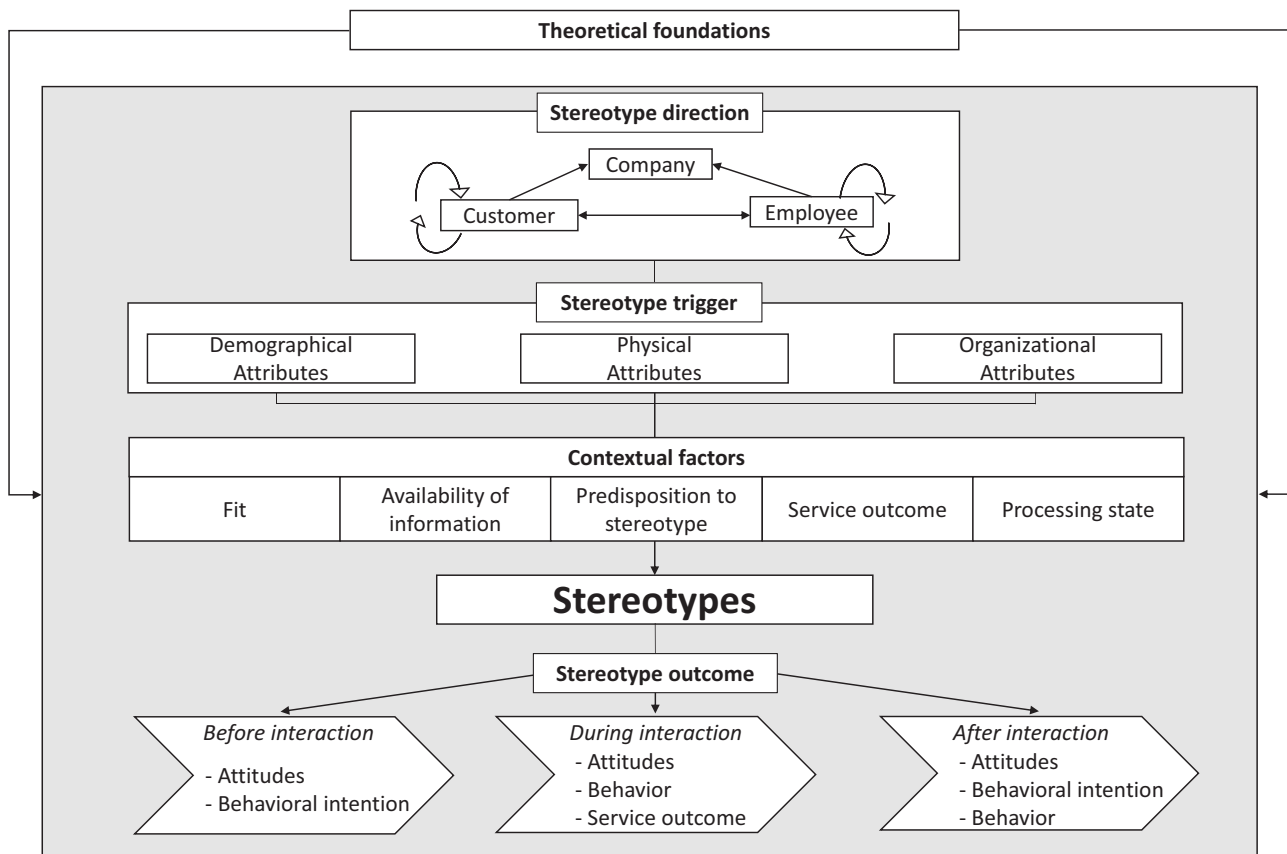 Theoretical foundations
Stereotype direction
Company
Customer
Employee
Stereotype trigger
Demographical
Attributes
Physical
Attributes
Organizational
Attributes
Contextual factors
Fit
Availability of
information
Predisposition to
stereotype
Service outcome
Processing state
Stereotypes
Stereotype outcome
Before interaction
- Attitudes
- Behavioral intention
During interaction
- Attitudes
- Behavior
- Service outcome
After interaction
- Attitudes
- Behavioral intention
- Behavior